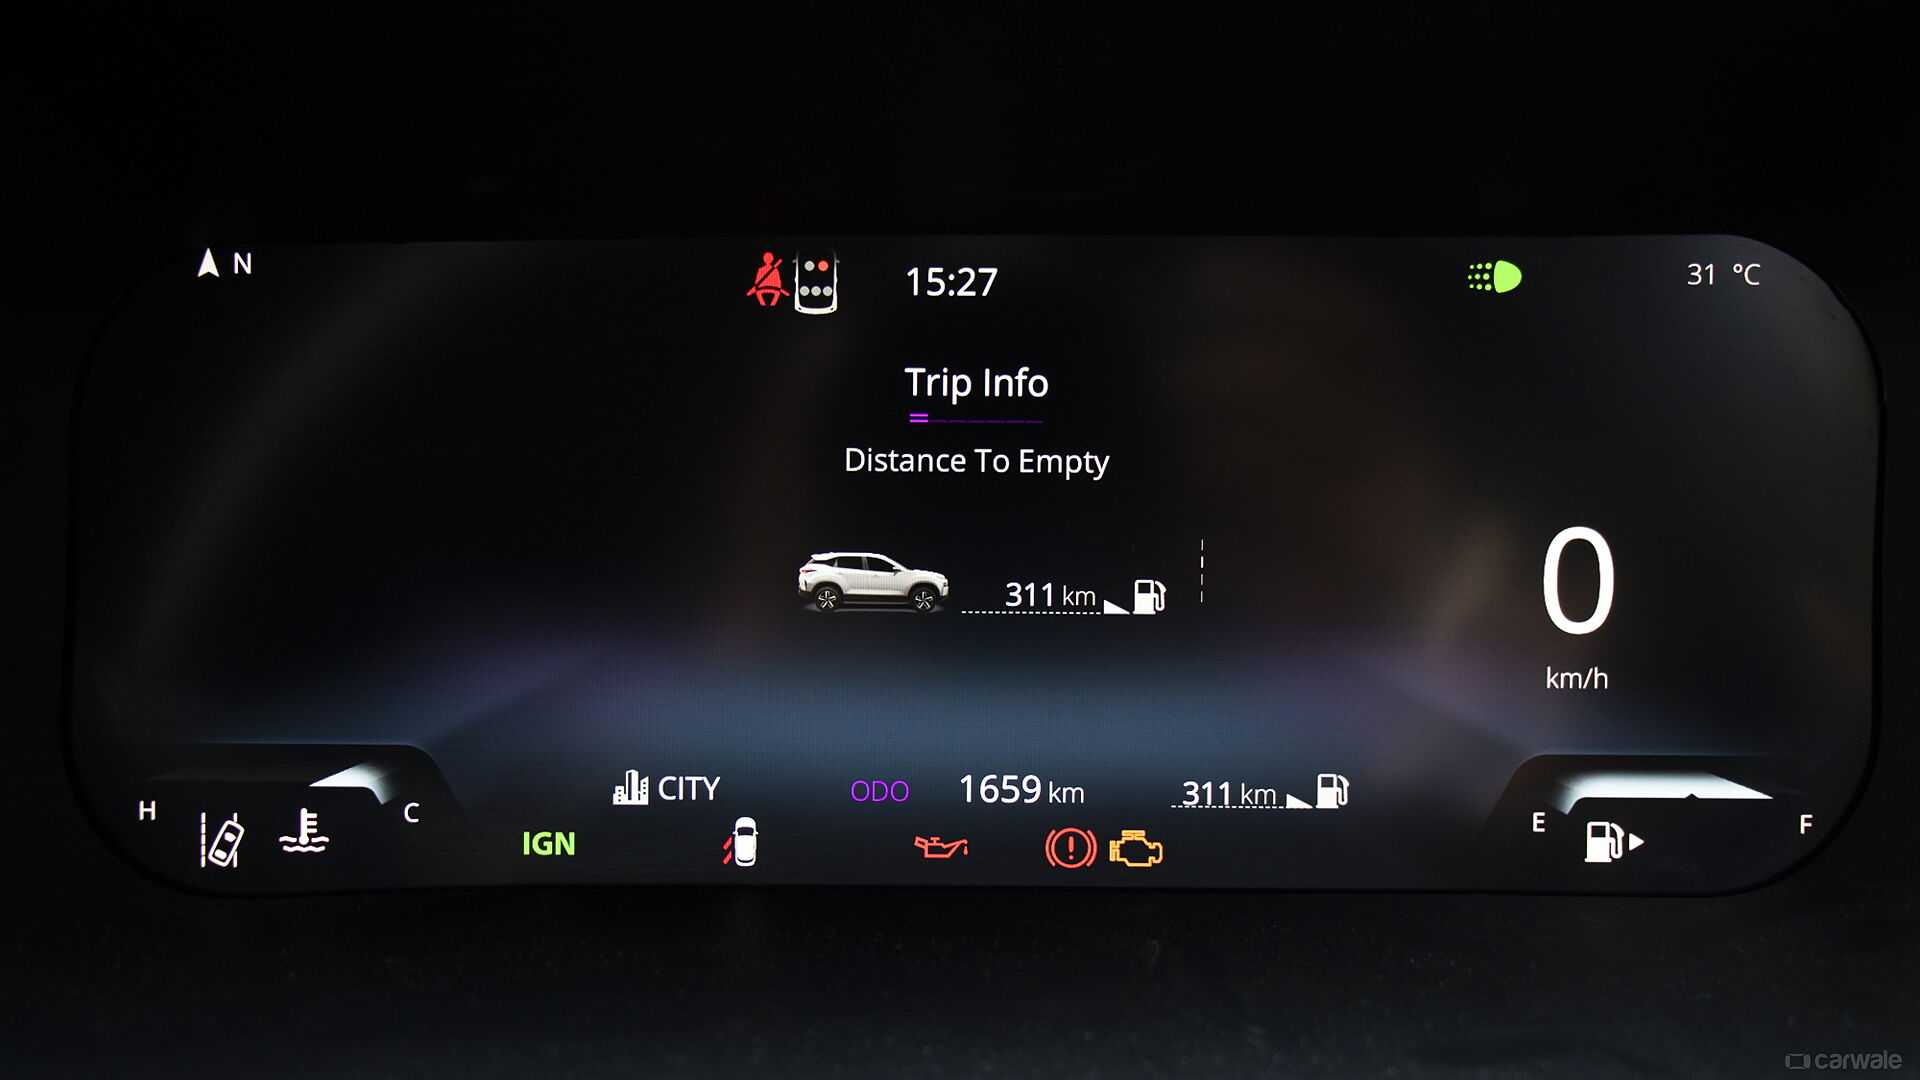 N
15:27
31 °C
Trip Info
Distance To Empty
311 km
0
km/h
H
C
CITY
ODO
1659 km
311 km
E
F
IGN
carwale